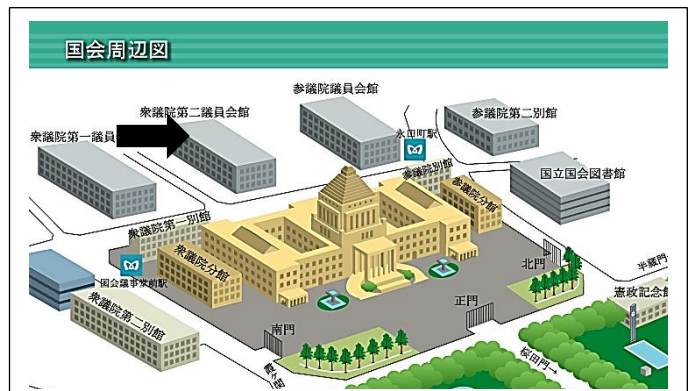 国会周辺図
参議院議員会館
衆議院第二議員会館
参議院第二別館
衆議院第一議員
永田町駅
参議院別館
国立国会図書館
参議院分館
衆議院第一別館
衆議院分館
国会議事堂前駅
衆議院第二別館
北門
半蔵門
憲政記念館
正門
南門
桜田門→
霞ヶ関